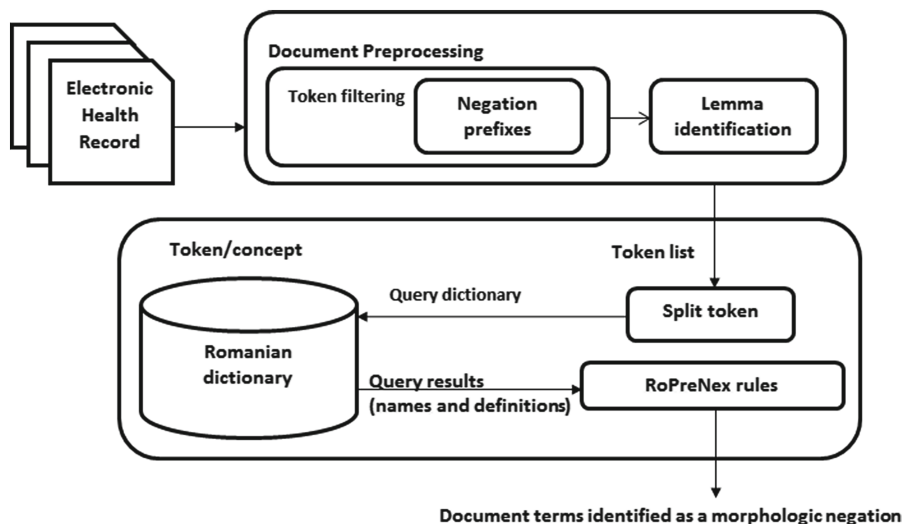 Electronic
Health
Record
Document Preprocessing
Token filtering
Negation
prefixes
Lemma
identification
Token/concept
Token list
Query dictionary
Split token
Romanian
dictionary
Query results
(names and definitions)
RoPreNex rules
Document terms identified as a morphologic negation